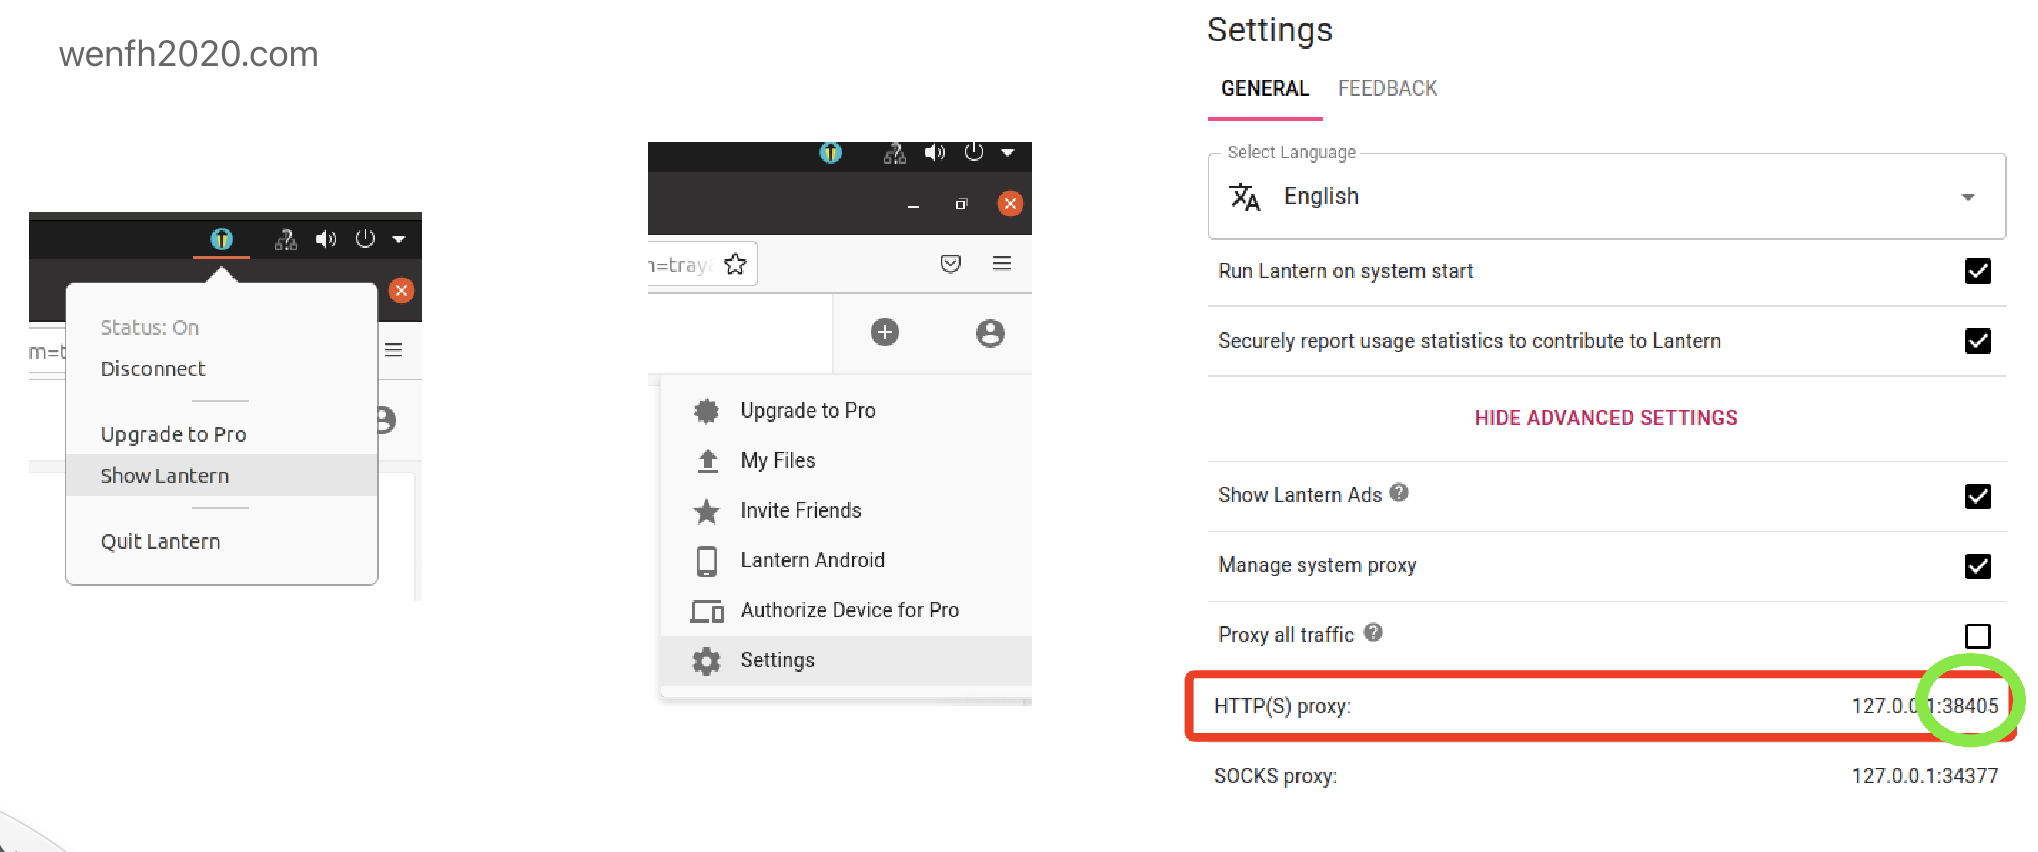 wenfh2020.com
Status: On
Disconnect
Upgrade to Pro
Show Lantern
Quit Lantern
m=t
n=tray
Upgrade to Pro
My Files
Invite Friends
Lantern Android
Authorize Device for Pro
Settings
Settings
GENERAL FEEDBACK
Select Language
English
Run Lantern on system start
Securely report usage statistics to contribute to Lantern
HIDE ADVANCED SETTINGS
Show Lantern Ads
Manage system proxy
Proxy all traffic
HTTP(S) proxy: 127.0.0.1:38405
SOCKS proxy: 127.0.0.1:34377